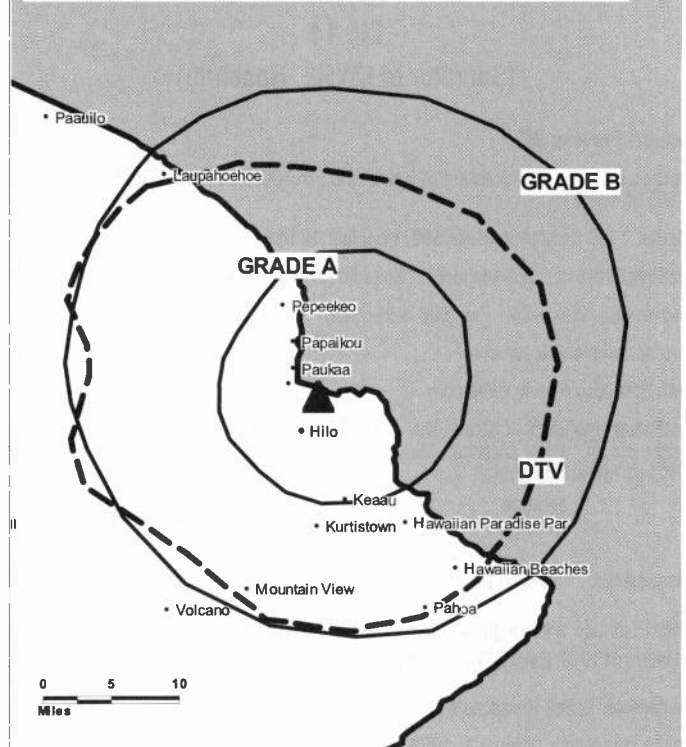 Paauilo
Laupahoehoe
GRADE B
GRADE A
Pepeekeo
Papaikou
Paukaa
Hilo
DTV
Keaau
Kurtistown
Hawaiian Paradise Par
Hawaiian Beaches
Mountain View
Volcano
Pahoa
0 5 10
Miles